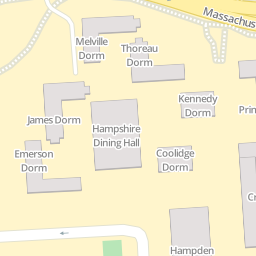 Massachus
Melville
Dorm
Thoreau
Dorm
Kennedy
Dorm
Prin
James Dorm
Hampshire
Dining Hall
Emerson
Dorm
Coolidge
Dorm
Cr
Hampden